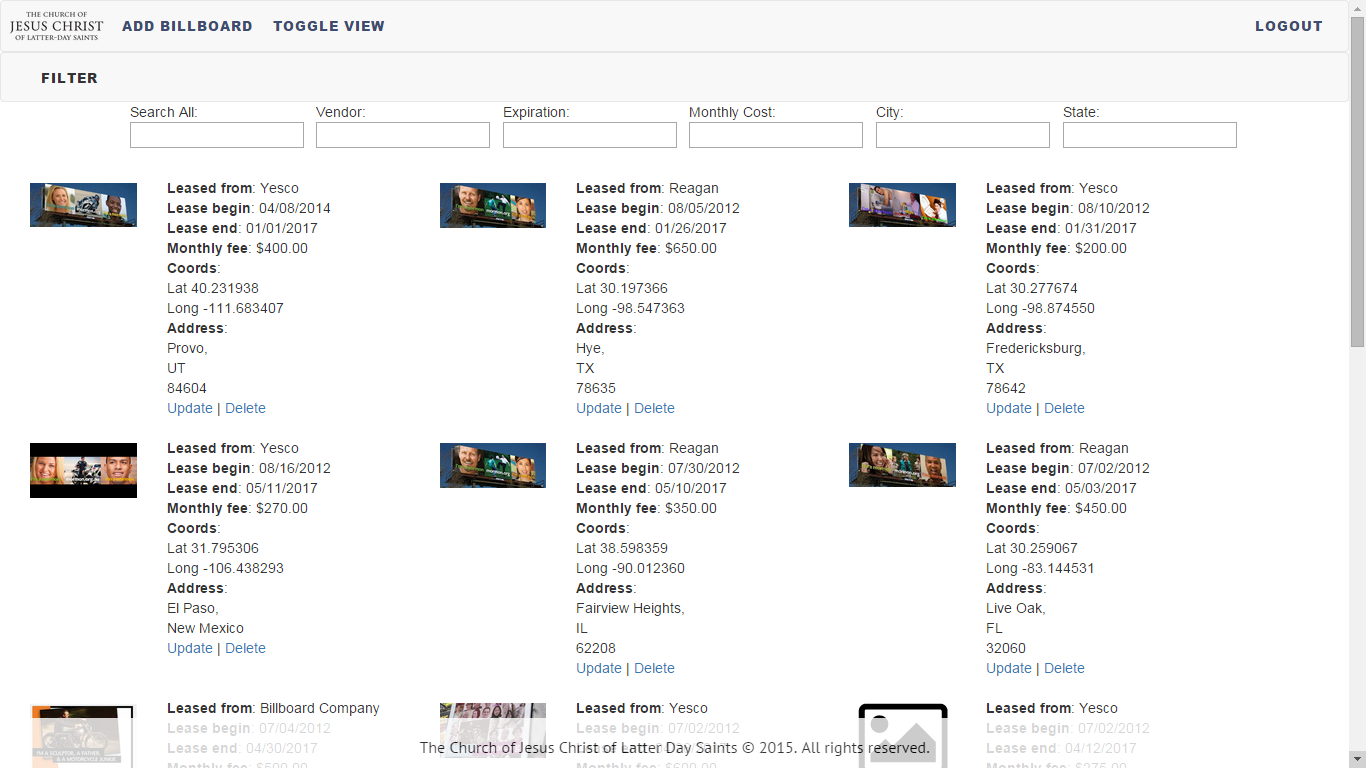 THE CHURCH OF
JESUS CHRIST
OF LATTER-DAY SAINTS
ADD BILLBOARD
TOGGLE VIEW
LOGOUT
FILTER
Search All:
Vendor:
Expiration:
Monthly Cost:
City:
State:
Leased from: Yesco
Lease begin: 04/08/2014
Lease end: 01/01/2017
Monthly fee: $400.00
Coords:
Lat 40.231938
Long -111.683407
Address:
Provo,
UT
84604
Update | Delete
Leased from: Reagan
Lease begin: 08/05/2012
Lease end: 01/26/2017
Monthly fee: $650.00
Coords:
Lat 30.197366
Long -98.547363
Address:
Hye,
TX
78635
Update | Delete
Leased from: Yesco
Lease begin: 08/10/2012
Lease end: 01/31/2017
Monthly fee: $200.00
Coords:
Lat 30.277674
Long -98.874550
Address:
Fredericksburg,
TX
78642
Update | Delete
Leased from: Yesco
Lease begin: 08/16/2012
Lease end: 05/11/2017
Monthly fee: $270.00
Coords:
Lat 31.795306
Long -106.438293
Address:
El Paso,
New Mexico
Update | Delete
Leased from: Reagan
Lease begin: 07/30/2012
Lease end: 05/10/2017
Monthly fee: $350.00
Coords:
Lat 38.598359
Long -90.012360
Address:
Fairview Heights,
IL
62208
Update | Delete
Leased from: Reagan
Lease begin: 07/02/2012
Lease end: 05/03/2017
Monthly fee: $450.00
Coords:
Lat 30.259067
Long -83.144531
Address:
Live Oak,
FL
32060
Update | Delete
Leased from: Billboard Company
Lease begin: 07/04/2012
Lease end: 04/30/2017
Monthly fee: $500.00
Leased from: Yesco
Lease begin: 07/02/2012
Monthly fee: $600.00
Leased from: Yesco
Lease begin: 07/02/2012
Lease end: 04/12/2017
Monthly fee: $275.00
The Church of Jesus Christ of Latter Day Saints © 2015. All rights reserved.